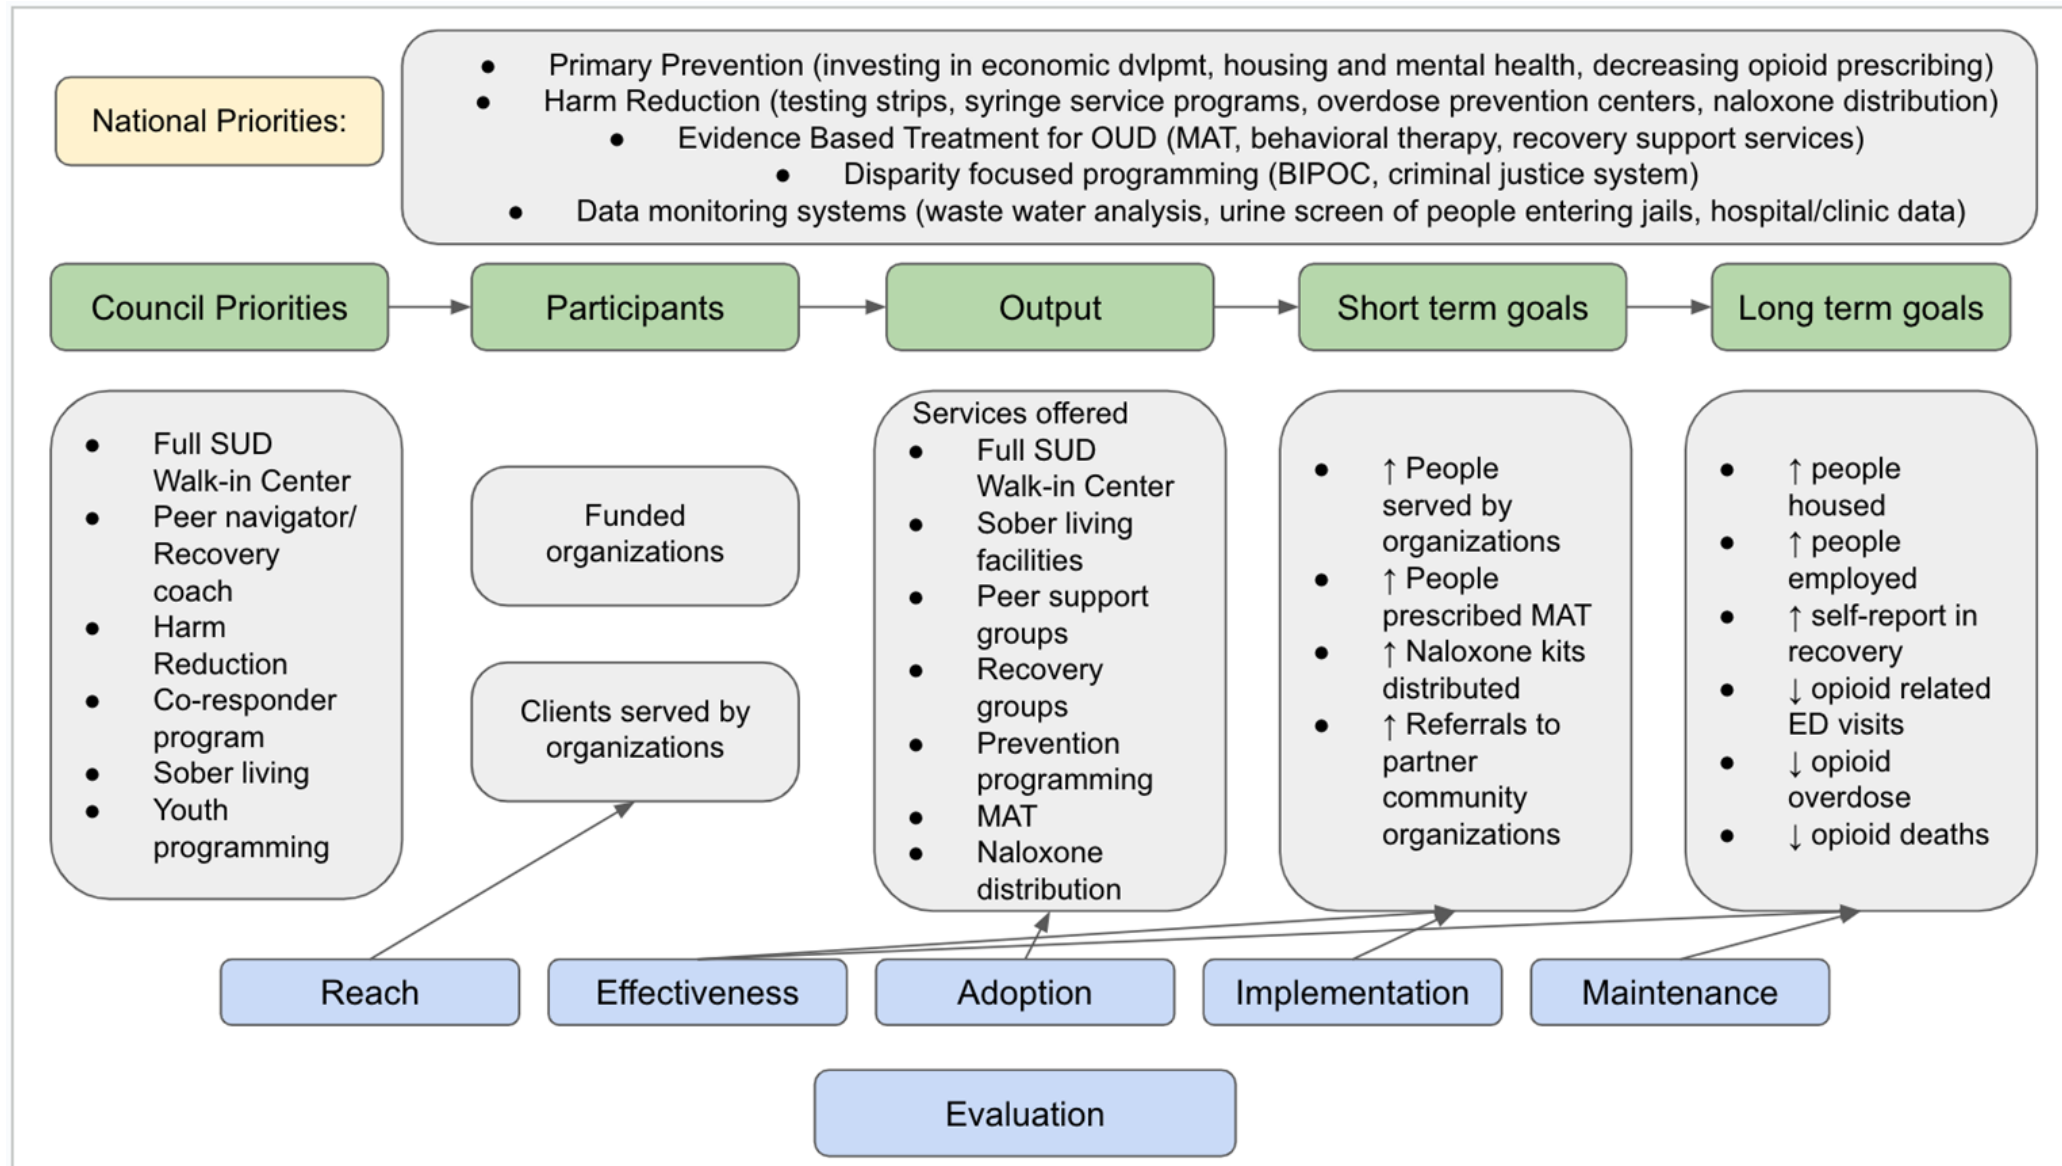 National Priorities:
● Primary Prevention (investing in economic dvlpmt, housing and mental health, decreasing opioid prescribing)
● Harm Reduction (testing strips, syringe service programs, overdose prevention centers, naloxone distribution)
● Evidence Based Treatment for OUD (MAT, behavioral therapy, recovery support services)
● Disparity focused programming (BIPOC, criminal justice system)
● Data monitoring systems (waste water analysis, urine screen of people entering jails, hospital/clinic data)
Council Priorities
Participants
Output
Short term goals
Long term goals
● Full SUD
Walk-in Center
● Peer navigator/
Recovery
coach
● Harm
Reduction
● Co-responder
program
● Sober living
● Youth
programming
Funded
organizations
Clients served by
organizations
Services offered
● Full SUD
Walk-in Center
● Sober living
facilities
● Peer support
groups
● Recovery
groups
● Prevention
programming
● MAT
● Naloxone
distribution
● ↑ People
served by
organizations
● ↑ People
prescribed MAT
● ↑ Naloxone kits
distributed
● ↑ Referrals to
partner
community
organizations
● ↑ people
housed
● ↑ people
employed
● ↑ self-report in
recovery
● ↓ opioid related
ED visits
● ↓ opioid
overdose
● ↓ opioid deaths
Reach
Effectiveness
Adoption
Implementation
Maintenance
Evaluation